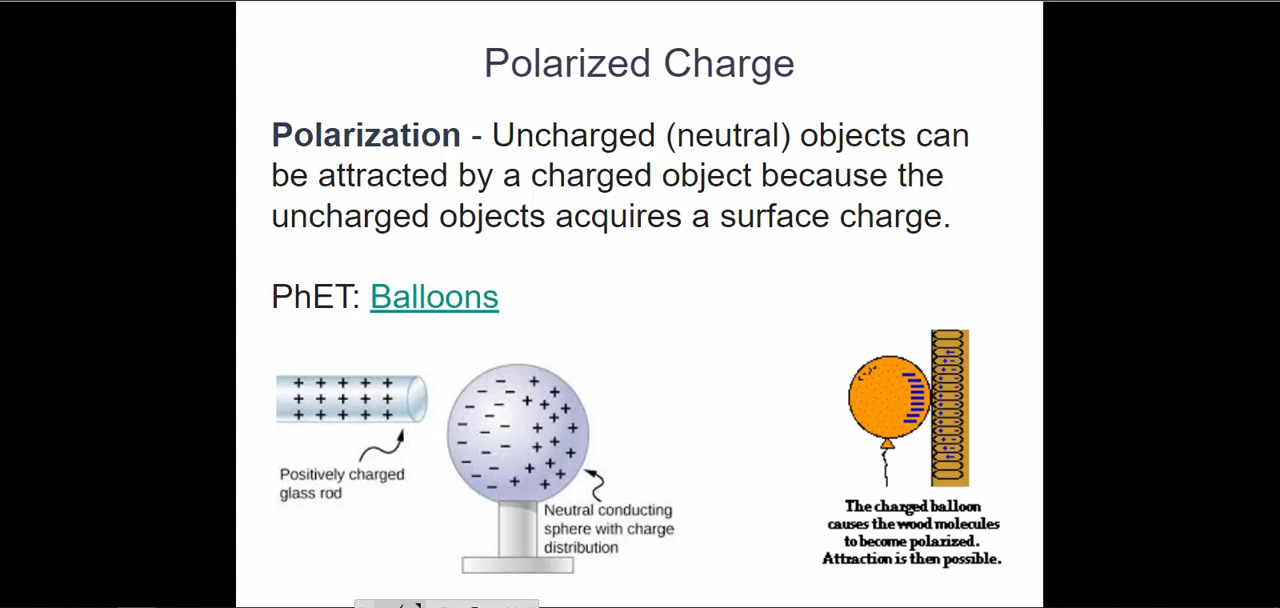 Polarized Charge
Polarization - Uncharged (neutral) objects can
be attracted by a charged object because the
uncharged objects acquires a surface charge.
PhET: Balloons
Positively charged
glass rod
Neutral conducting
sphere with charge
distribution
The charged balloon
causes the wood molecules
to become polarized.
Attraction is then possible.